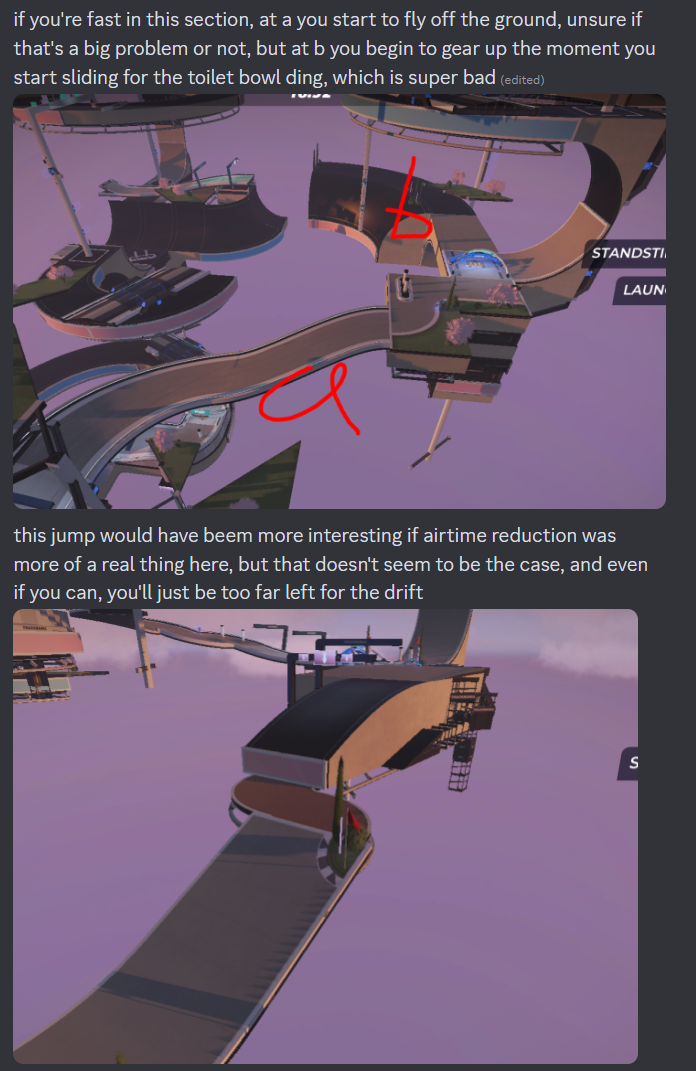 if you're fast in this section, at a you start to fly off the ground, unsure if
that's a big problem or not, but at b you begin to gear up the moment you
start sliding for the toilet bowl ding, which is super bad (edited)
b
STANDSTI
LAUN
a
this jump would have beem more interesting if airtime reduction was
more of a real thing here, but that doesn't seem to be the case, and even
if you can, you'll just be too far left for the drift
S